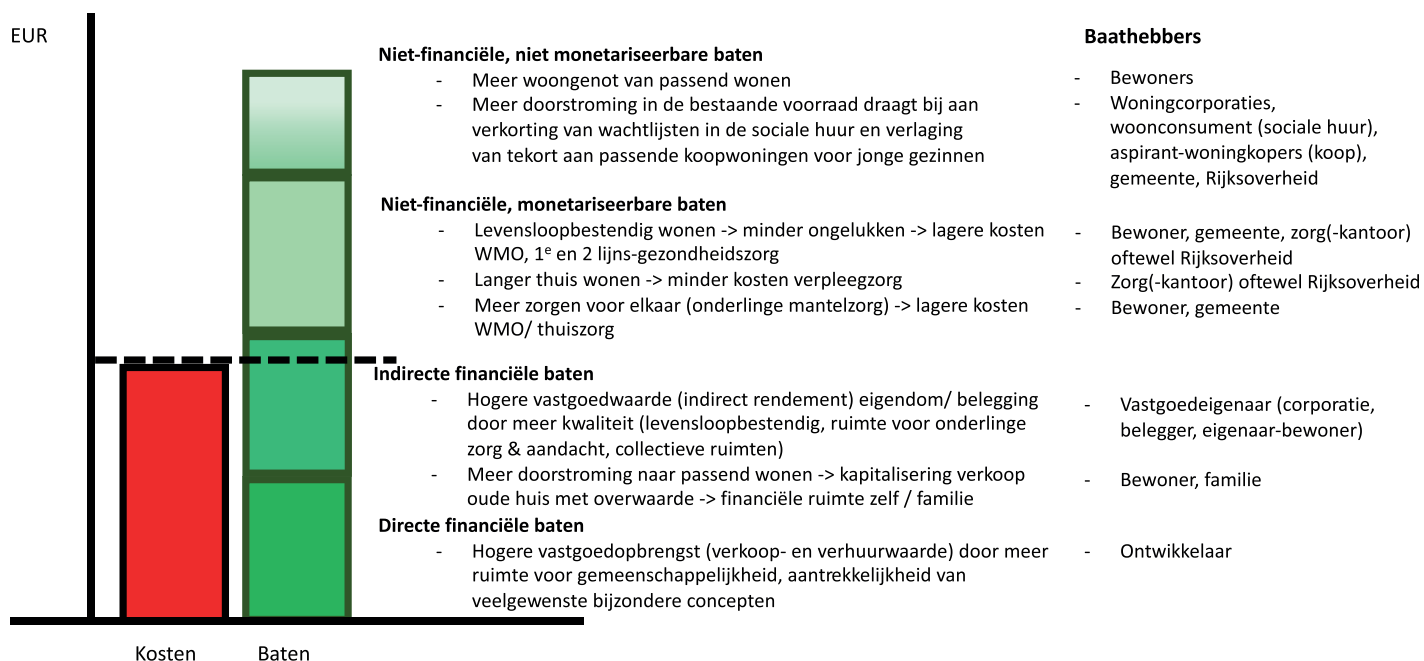 EUR
Niet-financiële, niet monetariseerbare baten
- Meer woongenot van passend wonen
- Meer doorstroming in de bestaande voorraad draagt bij aan
verkorting van wachtlijsten in de sociale huur en verlaging
van tekort aan passende koopwoningen voor jonge gezinnen
Niet-financiële, monetariseerbare baten
- Levensloopbestendig wonen -> minder ongelukken -> lagere kosten
WMO, 1e en 2 lijns-gezondheidszorg
- Langer thuis wonen -> minder kosten verpleegzorg
- Meer zorgen voor elkaar (onderlinge mantelzorg) -> lagere kosten
WMO/ thuiszorg
Indirecte financiële baten
- Hogere vastgoedwaarde (indirect rendement) eigendom/ belegging
door meer kwaliteit (levensloopbestendig, ruimte voor onderlinge
zorg & aandacht, collectieve ruimten)
- Meer doorstroming naar passend wonen -> kapitalisering verkoop
oude huis met overwaarde -> financiële ruimte zelf / familie
Directe financiële baten
- Hogere vastgoedopbrengst (verkoop- en verhuurwaarde) door meer
ruimte voor gemeenschappelijkheid, aantrekkelijkheid van
veelgewenste bijzondere concepten
Baathebbers
- Bewoners
- Woningcorporaties,
woonconsument (sociale huur),
aspirant-woningkopers (koop),
gemeente, Rijksoverheid
- Bewoner, gemeente, zorg(-kantoor)
oftewel Rijksoverheid
- Zorg(-kantoor) oftewel Rijksoverheid
- Bewoner, gemeente
- Vastgoedeigenaar (corporatie,
belegger, eigenaar-bewoner)
- Bewoner, familie
- Ontwikkelaar
Kosten
Baten